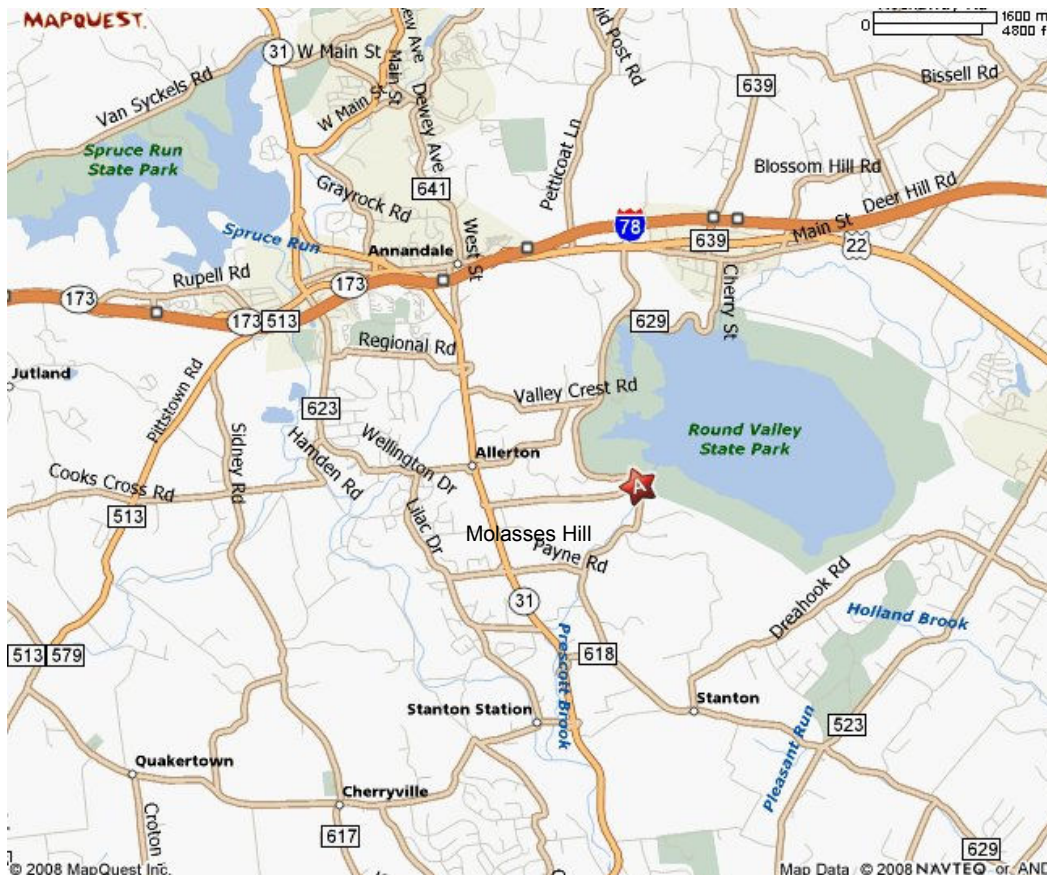 MAPQUEST.
1600 m
0
4800 f
31
W Main St
Main St
Dewey Ave
Van Syckels Rd
W Main St
639
Bissell Rd
Petticoat Ln
Post Rd
Spruce Run
State Park
Grayrock Rd
641
Blossom Hill Rd
Deer Hill Rd
78
Main St
639
22
Spruce Run
Annandale
West St
Rupell Rd
173
173
173
513
Cherry St
629
Regional Rd
Jutland
Pittstown Rd
Valley Crest Rd
623
Round Valley
State Park
Sidney Rd
Hamden Rd
Wellington Dr
Allerton
Cooks Cross Rd
A
513
Lilac Dr
Molasses Hill
Payne Rd
Dreahook Rd
31
Holland Brook
513
579
Prescott Brook
618
Stanton
Stanton Station
523
Pleasant Run
Quakertown
Cherryville
Croton
617
629
© 2008 MapQuest Inc.
Map Data © 2008 NAVTEQ or AND